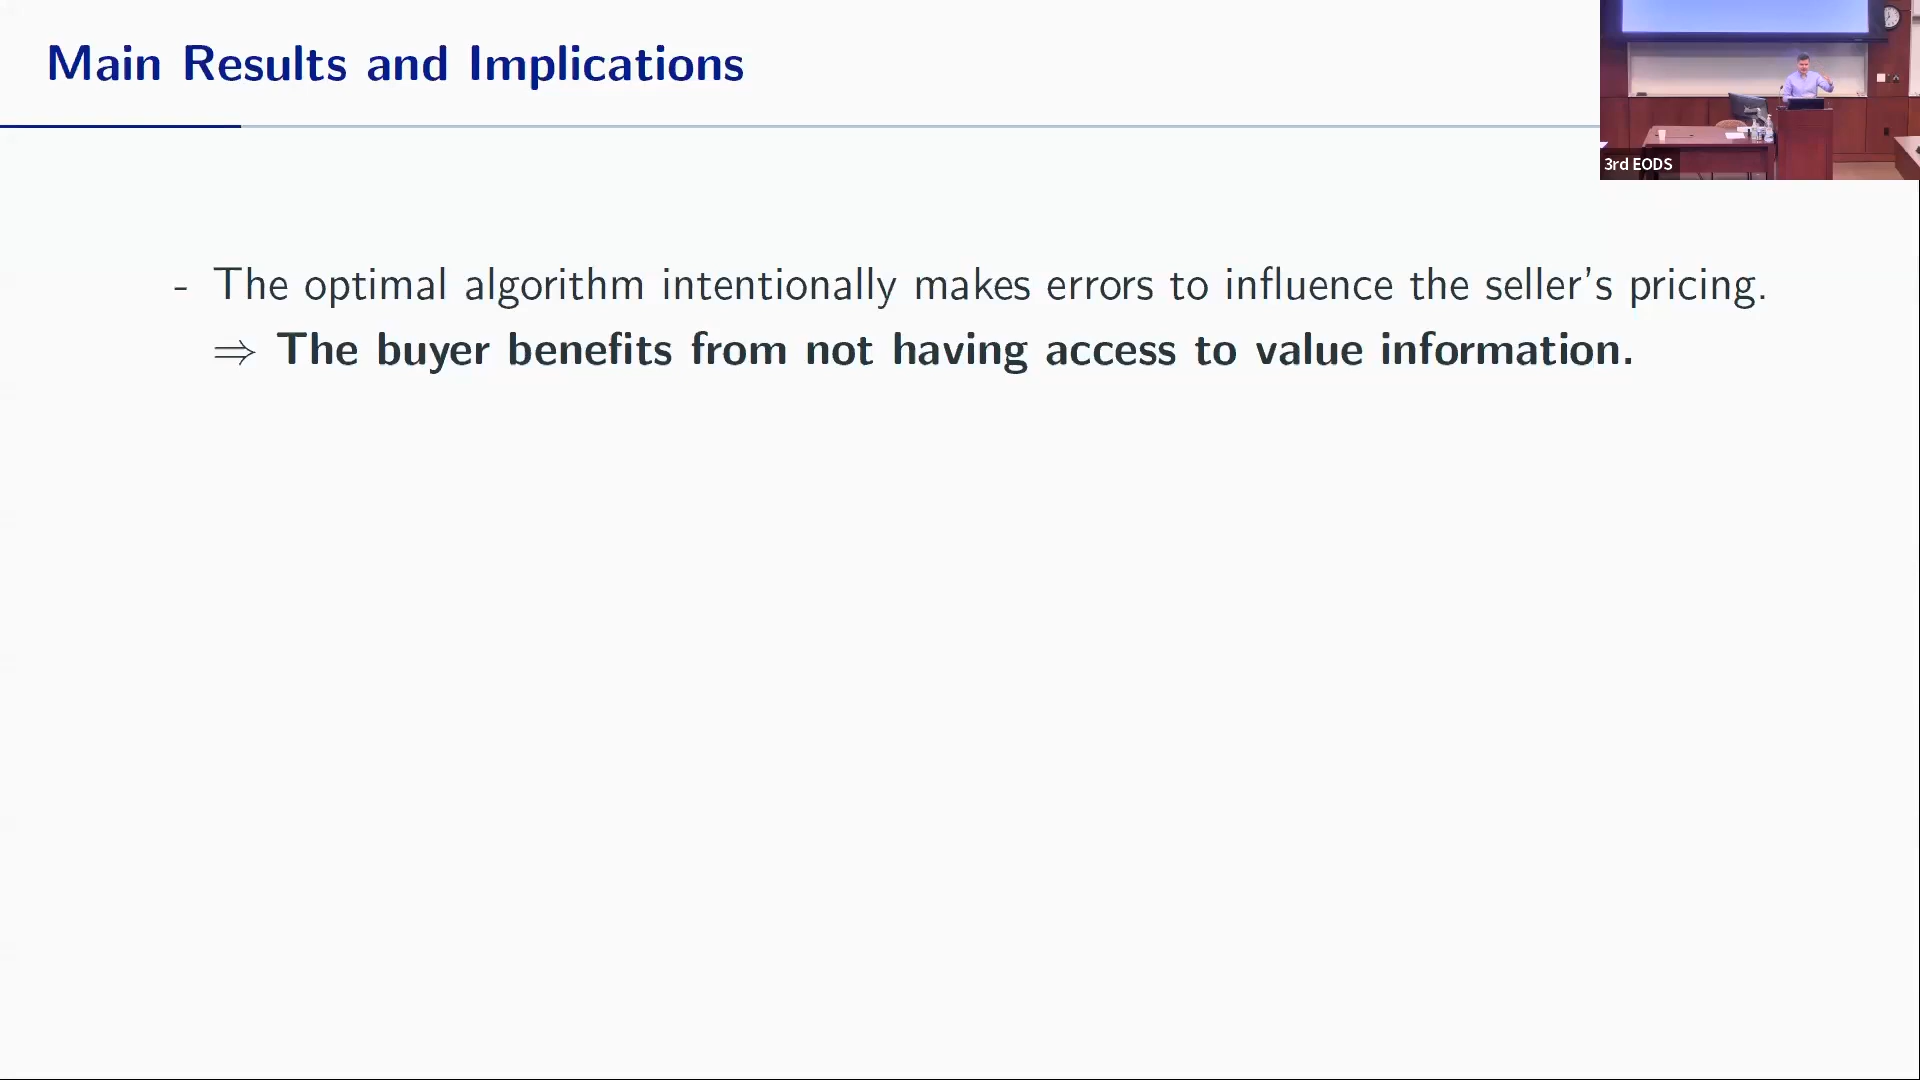 Main Results and Implications
3rd EODS
- The optimal algorithm intentionally makes errors to influence the seller's pricing.
⇒ The buyer benefits from not having access to value information.